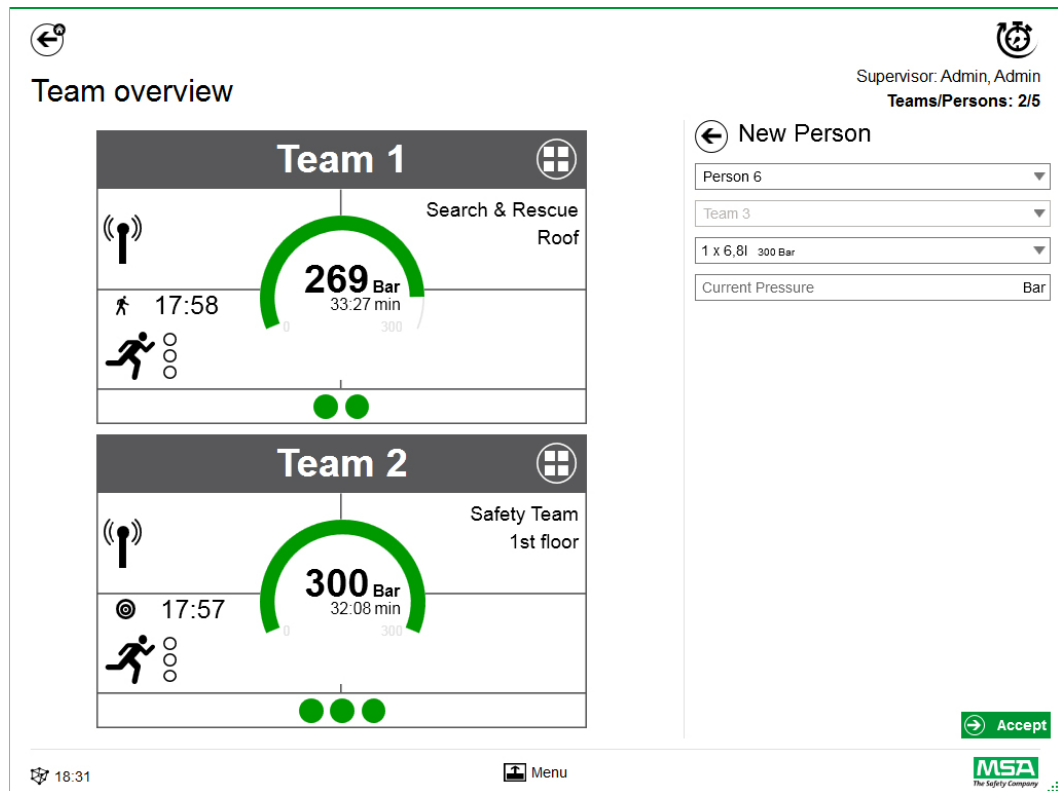 Supervisor: Admin, Admin
Team overview
Teams/Persons: 2/5
Team 1
Search & Rescue
Roof
269 Bar
33:27 min
0 300
17:58
Team 2
Safety Team
1st floor
300 Bar
32:08 min
0 300
17:57
New Person
Person 6
Team 3
1 x 6,8l 300 Bar
Current Pressure Bar
Accept
18:31
Menu
MSA
The Safety Company